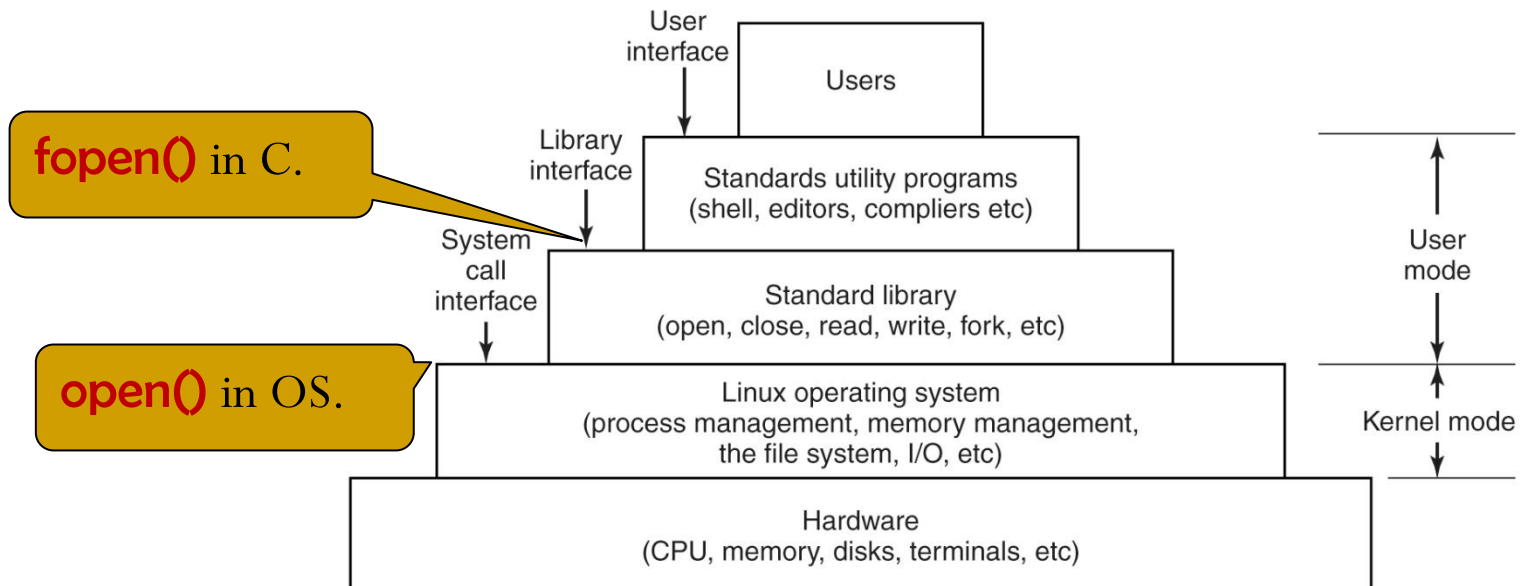 User
interface
Users
fopen() in C.
Library
interface
Standards utility programs
(shell, editors, compliers etc)
System
call
interface
User
mode
Standard library
(open, close, read, write, fork, etc)
open() in OS.
Linux operating system
(process management, memory management,
the file system, I/O, etc)
Kernel mode
Hardware
(CPU, memory, disks, terminals, etc)